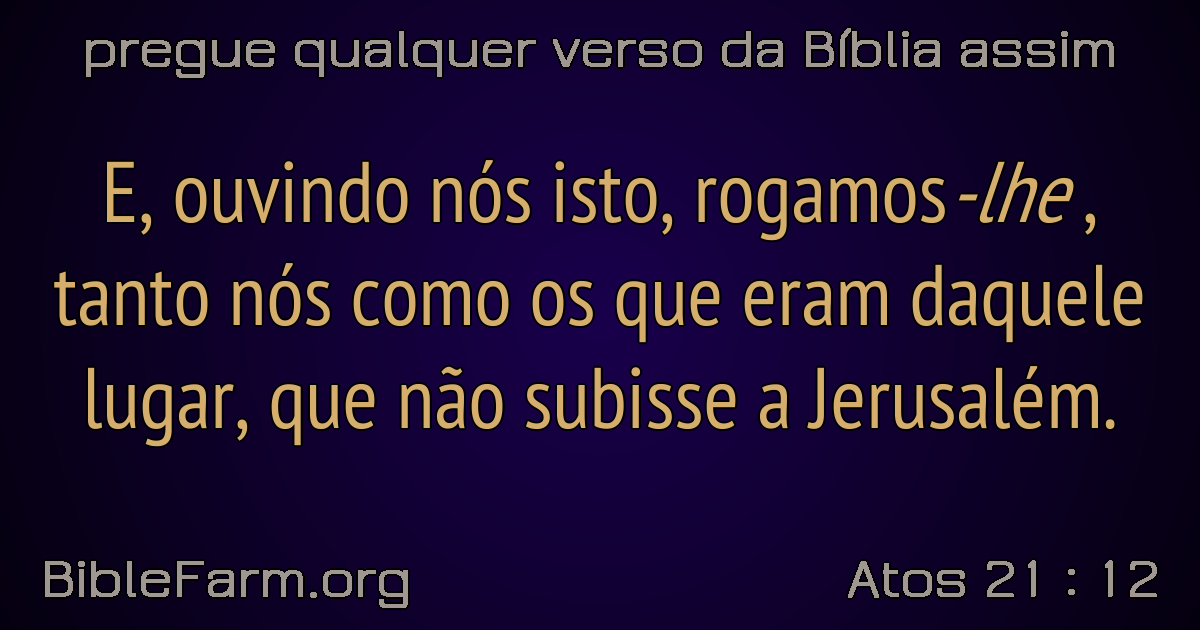 pregue qualquer verso da Bíblia assim
E, ouvindo nós isto, rogamos-lhe ,
tanto nós como os que eram daquele
lugar, que não subisse a Jerusalém.
BibleFarm.org
Atos 21 : 12